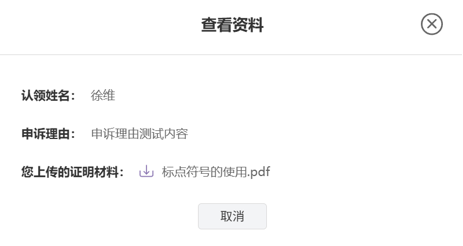 查看资料
认领姓名： 徐维
申诉理由： 申诉理由测试内容
您上传的证明材料： 标点符号的使用.pdf
取消